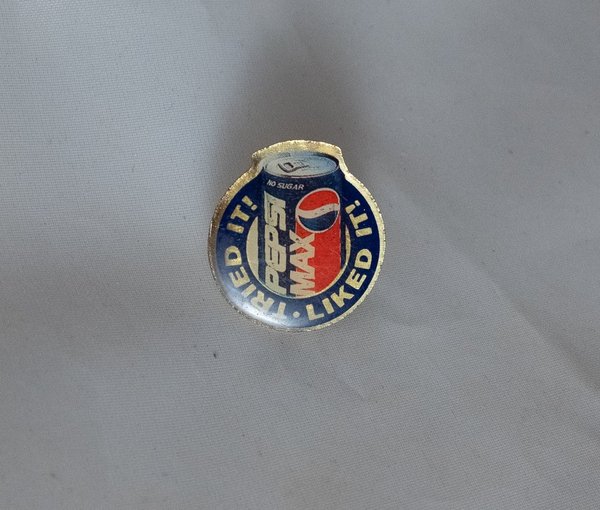 NO SUGAR
PEPSI
MAX
TRIED IT! · LIKED IT!